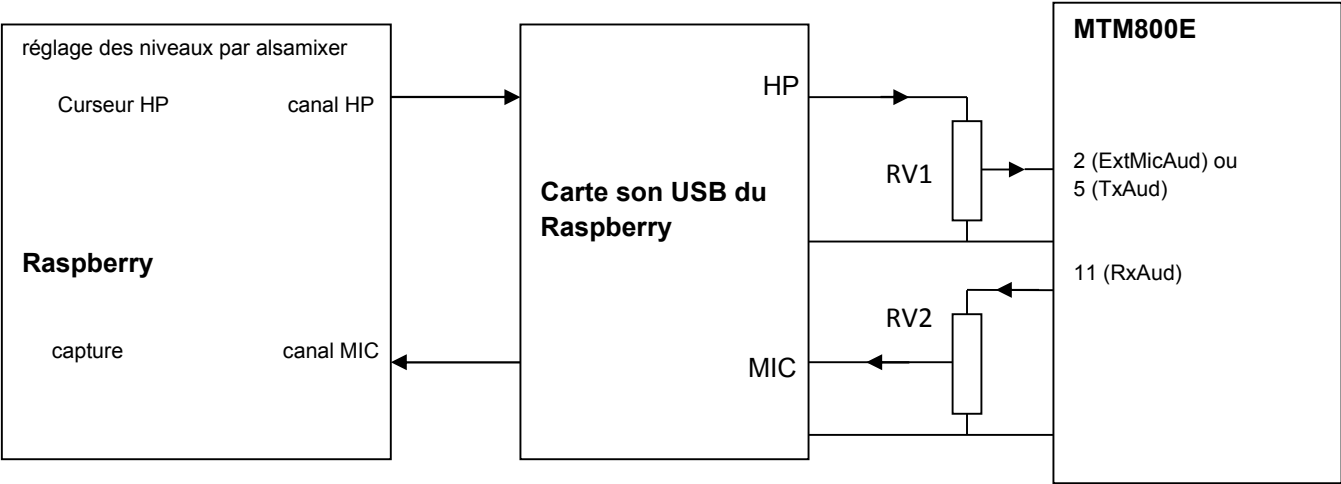 réglage des niveaux par alsamixer
Curseur HP
canal HP
Raspberry
capture
canal MIC
Carte son USB du
Raspberry
HP
MIC
RV1
RV2
MTM800E
2 (ExtMicAud) ou
5 (TxAud)
11 (RxAud)